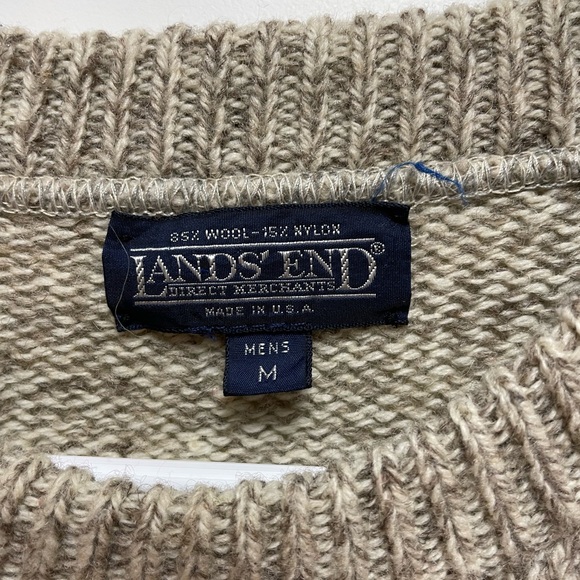 85% WOOL-15% NYLON
LANDS' END®
DIRECT MERCHANTS
MADE IN U.S.A.
MENS
M